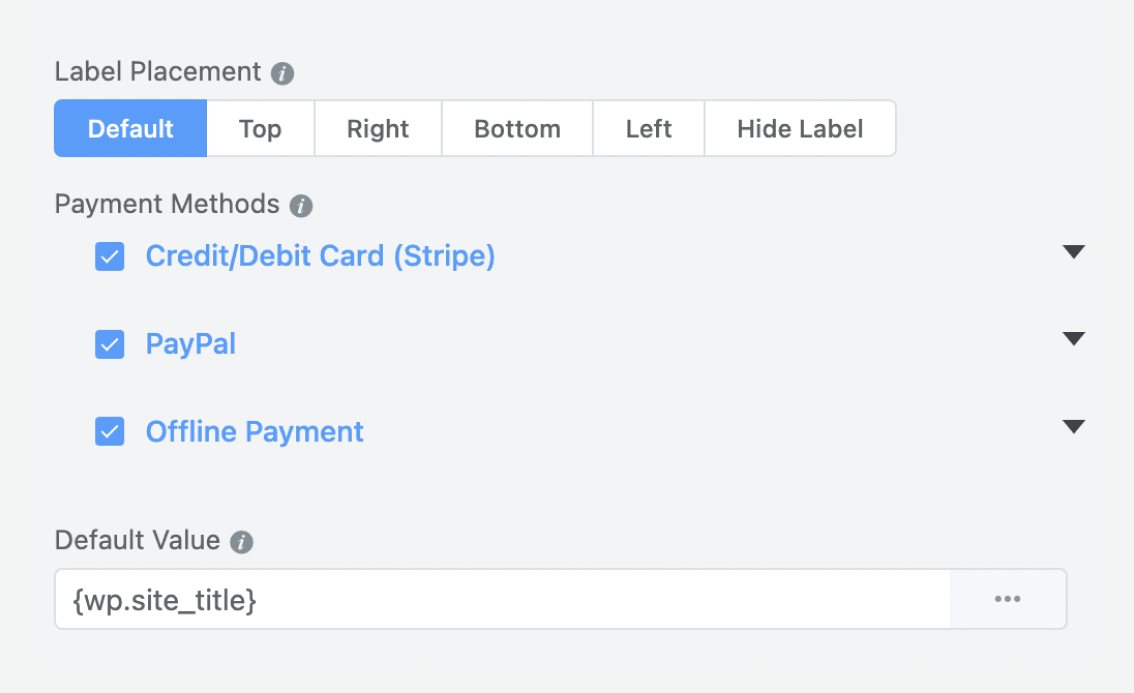 Label Placement
Default Top Right Bottom Left Hide Label
Payment Methods
Credit/Debit Card (Stripe)
PayPal
Offline Payment
Default Value
{wp.site_title}